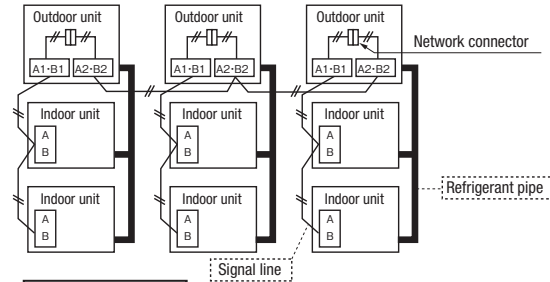 Outdoor unit Outdoor unit Outdoor unit
Network connector
A1•B1 A2•B2 A1•B1 A2•B2 A1•B1 A2•B2
Indoor unit Indoor unit Indoor unit
A A A
B B B
Indoor unit Indoor unit Indoor unit
Refrigerant pipe
A A A
B B B
Signal line